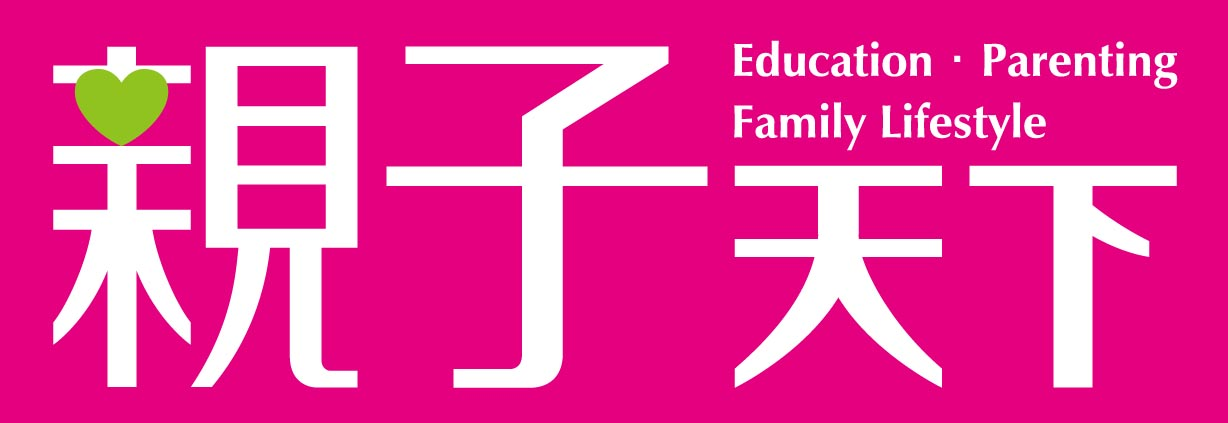 親子天下
Education · Parenting
Family Lifestyle